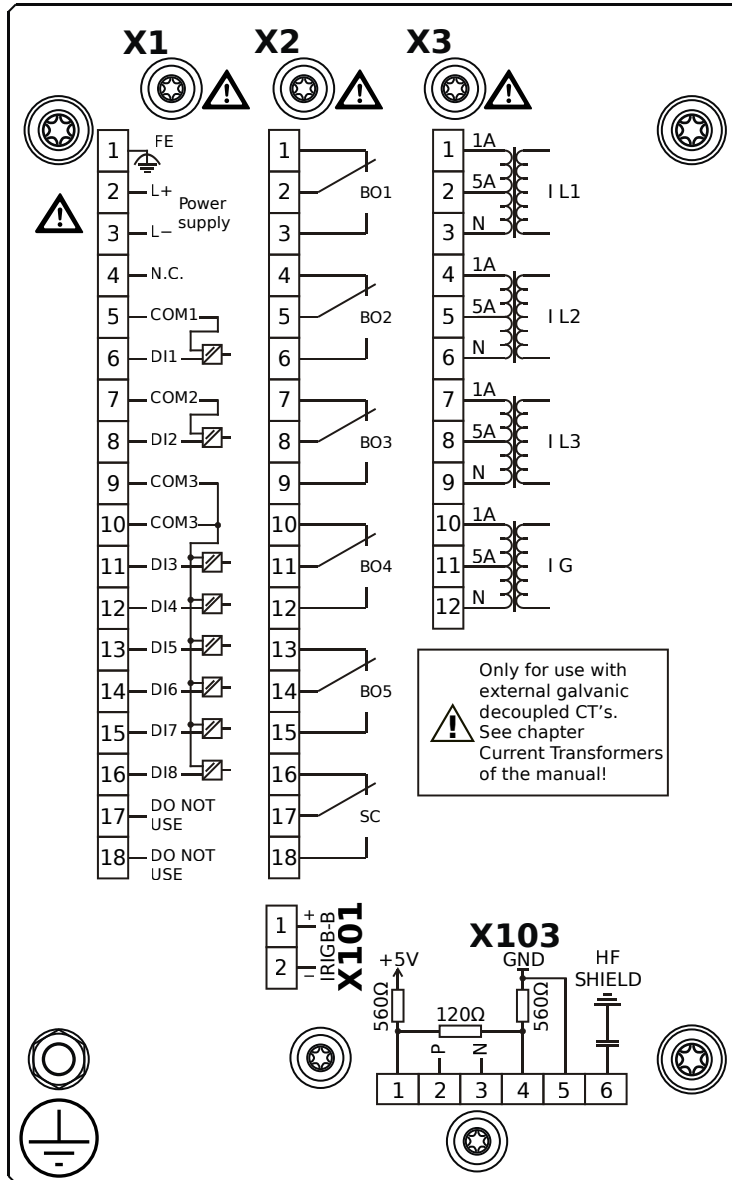 X1
X2
X3
1 FE
2 L+
Power
supply
3 L−
4 N.C.
5 COM1
6 DI1
7 COM2
8 DI2
9 COM3
10 COM3
11 DI3
12 DI4
13 DI5
14 DI6
15 DI7
16 DI8
17 DO NOT
USE
18 DO NOT
USE
1
2 BO1
3
4
5 BO2
6
7
8 BO3
9
10
11 BO4
12
13
14 BO5
15
16
17 SC
18
1 1A
2 5A I L1
3 N
4 1A
5 5A I L2
6 N
7 1A
8 5A I L3
9 N
10 1A
11 5A I G
12 N
Only for use with
external galvanic
decoupled CT's.
See chapter
Current Transformers
of the manual!
1 +
2 −
IRIGB-B
X101
X103
+5V
GND
HF
SHIELD
560Ω
120Ω
560Ω
P
N
1 2 3 4 5 6